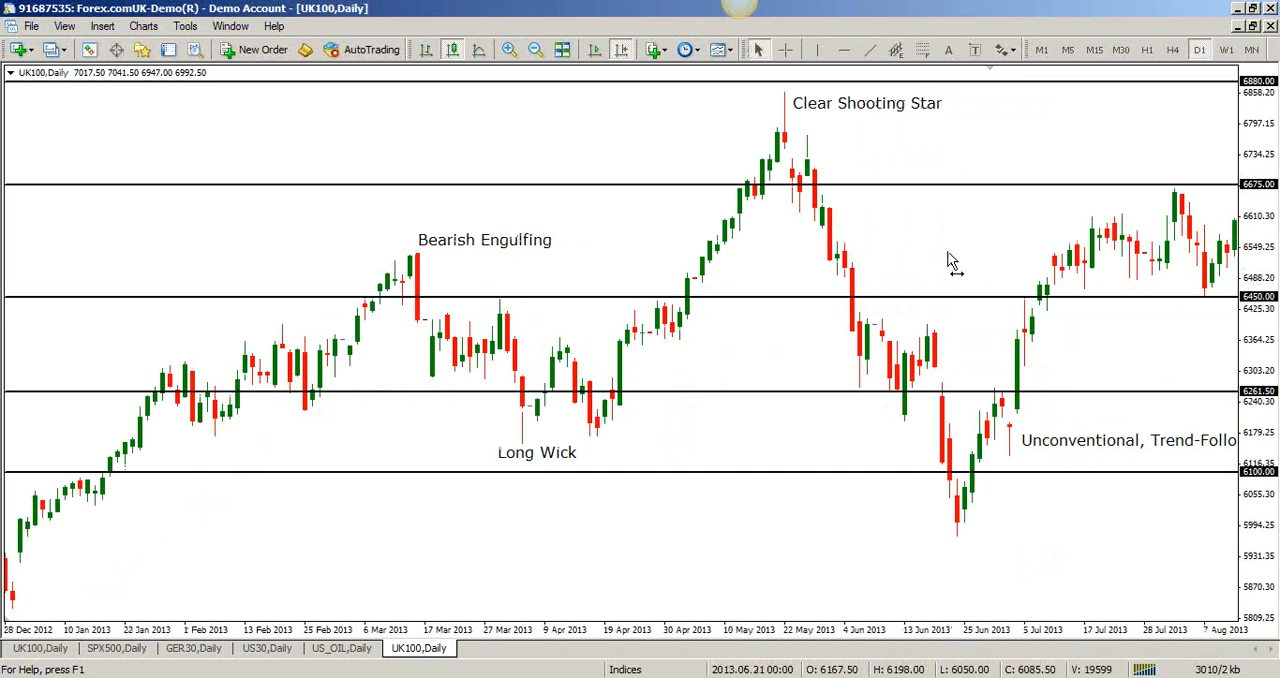 91687535: Forex.comUK-Demo(R) - Demo Account - [UK100,Daily]
File View Insert Charts Tools Window Help
New Order AutoTrading A T M1 M5 M15 M30 H1 H4 D1 W1 MN
UK100,Daily 7017.50 7041.50 6947.00 6992.50
6880.00
6858.20
Clear Shooting Star
6797.15
6734.25
6675.00
6610.30
Bearish Engulfing
6549.25
6488.20
6450.00
6425.30
6364.25
6303.20
6261.50
6240.30
6179.25
Unconventional, Trend-Follo
Long Wick
6116.35
6100.00
6055.30
5994.25
5931.35
5870.30
5809.25
28 Dec 2012 10 Jan 2013 22 Jan 2013 1 Feb 2013 13 Feb 2013 25 Feb 2013 6 Mar 2013 17 Mar 2013 27 Mar 2013 9 Apr 2013 19 Apr 2013 30 Apr 2013 10 May 2013 22 May 2013 4 Jun 2013 13 Jun 2013 25 Jun 2013 5 Jul 2013 17 Jul 2013 28 Jul 2013 7 Aug 2013
UK100,Daily SPX500,Daily GER30,Daily US30,Daily US_OIL,Daily UK100,Daily
For Help, press F1 Indices 2013.06.21 00:00 O: 6167.50 H: 6198.00 L: 6050.00 C: 6085.50 V: 19599 3010/2 kb